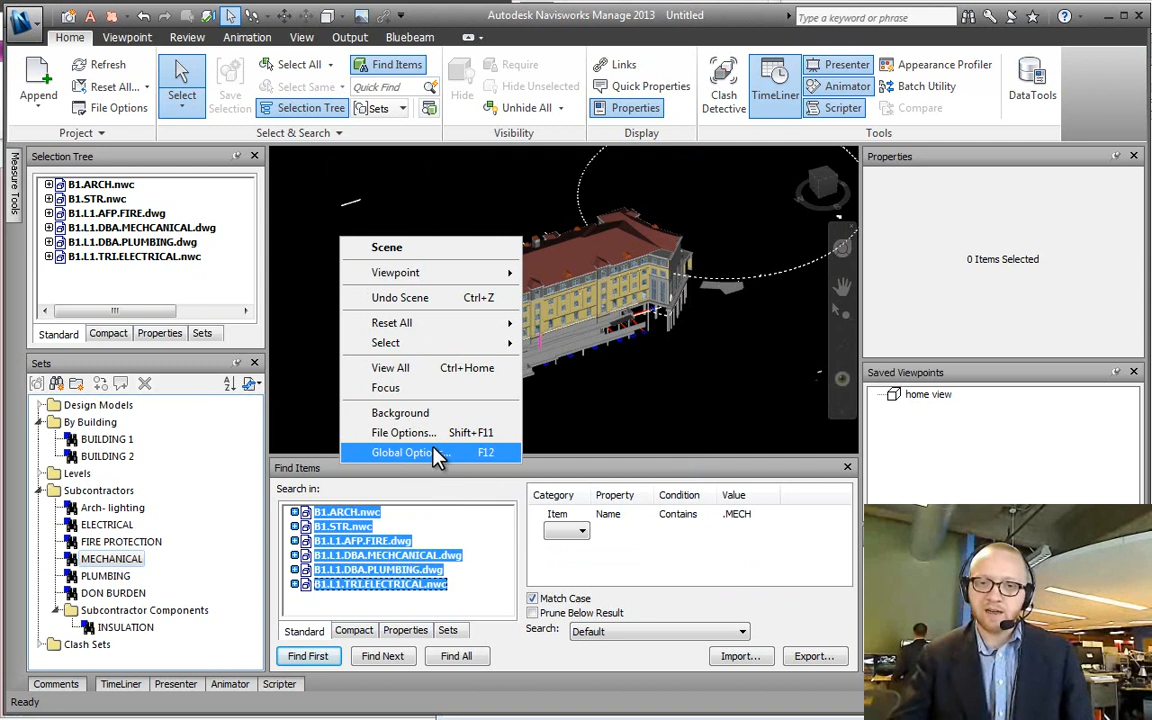 Autodesk Navisworks Manage 2013 Untitled
Type a keyword or phrase
Home Viewpoint Review Animation View Output Bluebeam
Append
Refresh
Reset All...
File Options
Project
Select
Save Selection
Select All
Select Same
Selection Tree
Find Items
Quick Find
Sets
Select & Search
Hide
Require
Hide Unselected
Unhide All
Visibility
Links
Quick Properties
Properties
Display
Clash Detective
TimeLiner
Presenter
Animator
Scripter
Appearance Profiler
Batch Utility
Compare
Tools
DataTools
Measure Tools
Selection Tree
B1.ARCH.nwc
B1.STR.nwc
B1.L1.AFP.FIRE.dwg
B1.L1.DBA.MECHCANICAL.dwg
B1.L1.DBA.PLUMBING.dwg
B1.L1.TRI.ELECTRICAL.nwc
Standard Compact Properties Sets
Sets
Design Models
By Building
BUILDING 1
BUILDING 2
Levels
Subcontractors
Arch- lighting
ELECTRICAL
FIRE PROTECTION
MECHANICAL
PLUMBING
DON BURDEN
Subcontractor Components
INSULATION
Clash Sets
Scene
Viewpoint
Undo Scene Ctrl+Z
Reset All
Select
View All Ctrl+Home
Focus
Background
File Options... Shift+F11
Global Optio... F12
Properties
0 Items Selected
Saved Viewpoints
home view
Find Items
Search in:
B1.ARCH.nwc
B1.STR.nwc
B1.L1.AFP.FIRE.dwg
B1.L1.DBA.MECHCANICAL.dwg
B1.L1.DBA.PLUMBING.dwg
B1.L1.TRI.ELECTRICAL.nwc
Standard Compact Properties Sets
Category Property Condition Value
Item Name Contains .MECH
Match Case
Prune Below Result
Search: Default
Find First Find Next Find All Import... Export...
Comments TimeLiner Presenter Animator Scripter
Ready